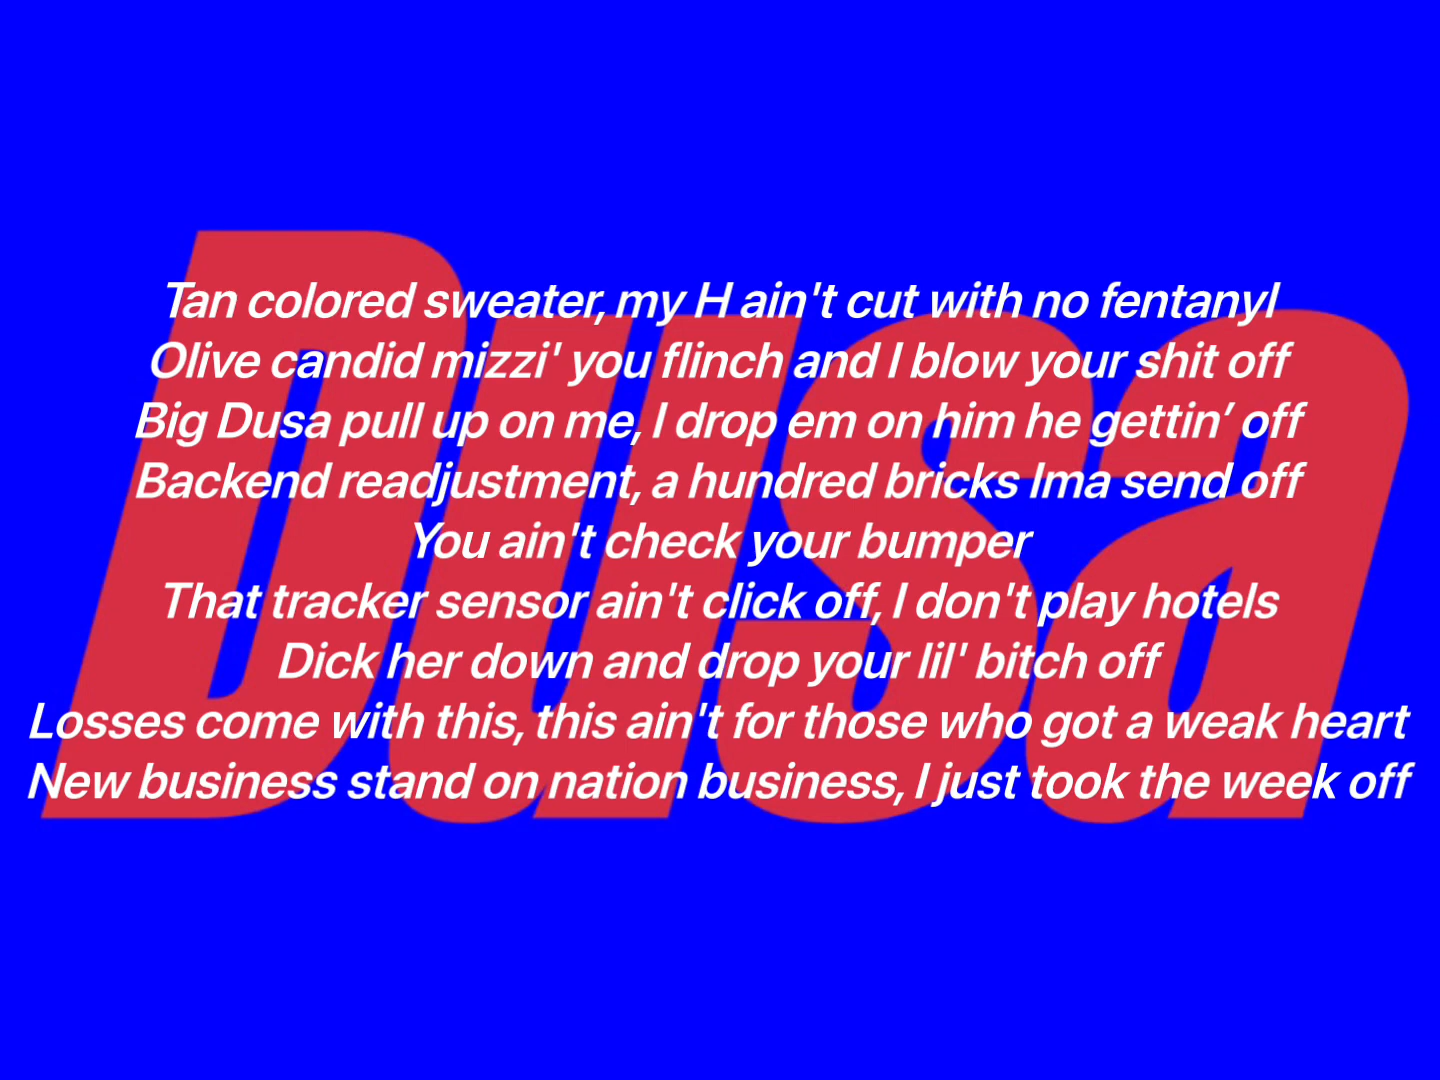 Dusa
Tan colored sweater, my H ain't cut with no fentanyl
Olive candid mizzi' you flinch and I blow your shit off
Big Dusa pull up on me, I drop em on him he gettin’ off
Backend readjustment, a hundred bricks Ima send off
You ain't check your bumper
That tracker sensor ain't click off, I don't play hotels
Dick her down and drop your lil' bitch off
Losses come with this, this ain't for those who got a weak heart
New business stand on nation business, I just took the week off